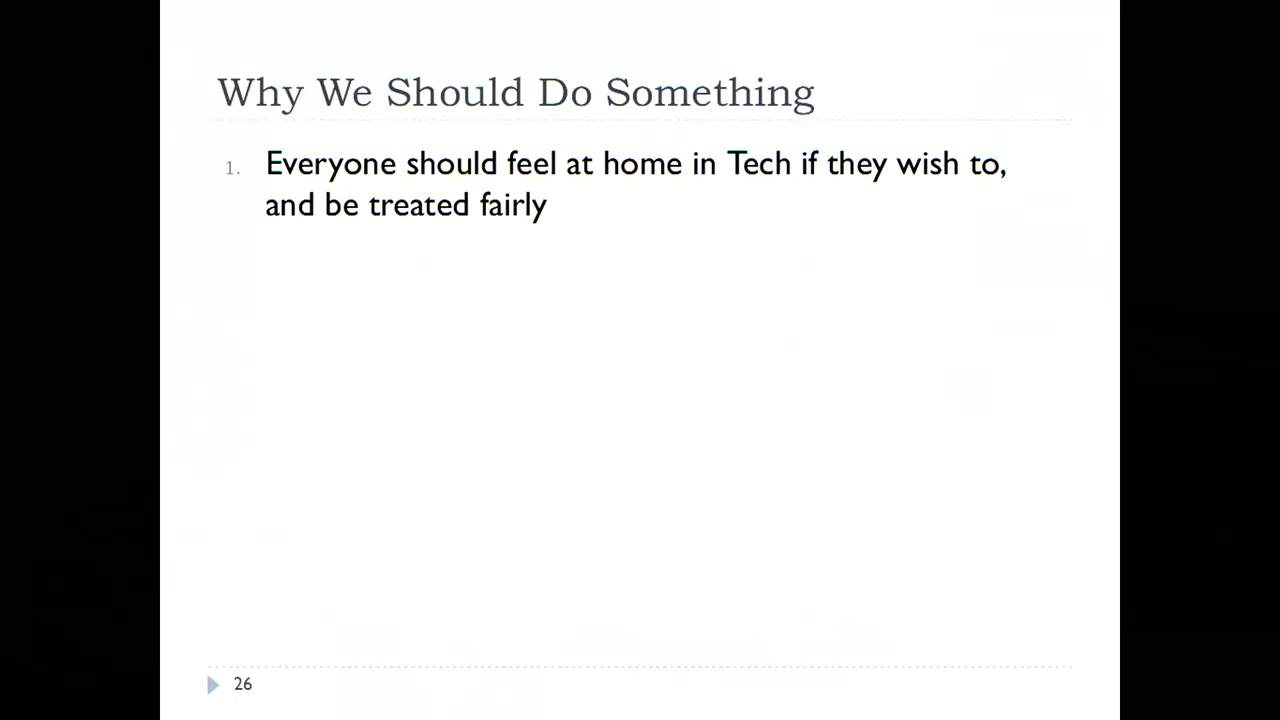 Why We Should Do Something
1. Everyone should feel at home in Tech if they wish to,
and be treated fairly
26